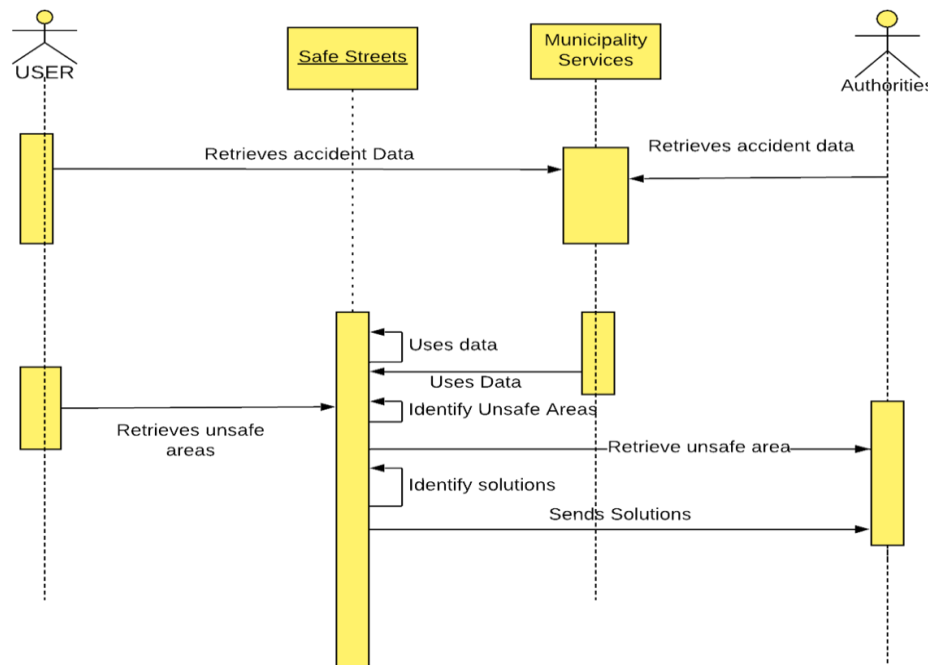 USER
Safe Streets
Municipality
Services
Authorities
Retrieves accident Data
Retrieves accident data
Uses data
Uses Data
Identify Unsafe Areas
Retrieves unsafe
areas
Retrieve unsafe area
Identify solutions
Sends Solutions